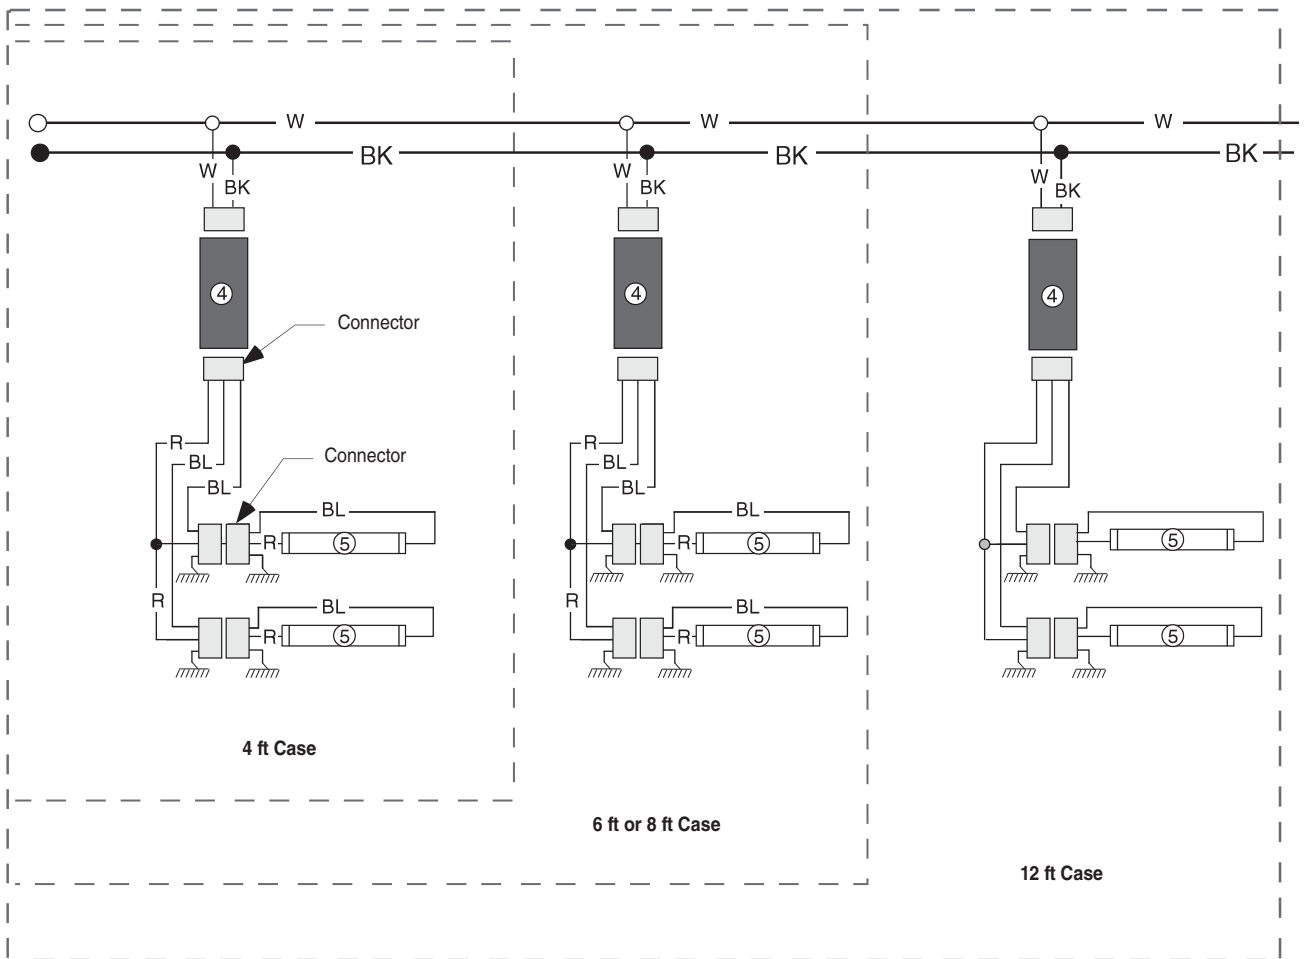 W W W
BK BK BK
W BK W BK W BK
4 4 4
Connector
R R
Connector
BL BL
BL BL
BL BL
R 5 R 5 5
R R
BL BL
R 5 R 5 5
4 ft Case
6 ft or 8 ft Case
12 ft Case